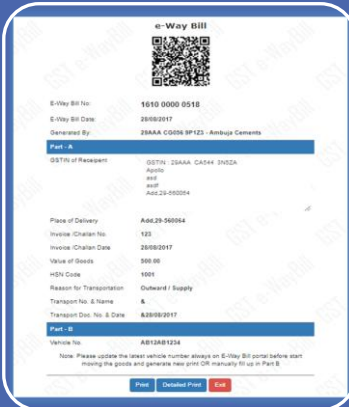 e-Way Bill
E-Way Bill No: 1610 0000 0518
E-Way Bill Date: 28/08/2017
Generated By: 29AAA CG056 9P1Z3 - Ambuja Cements
Part - A
GSTIN of Receipent GSTIN : 29AAA CA544 3N5ZA
Apollo
asd
asdf
Add,29-560064
Place of Delivery Add,29-560064
Invoice /Challan No. 123
Invoice /Challan Date 28/08/2017
Value of Goods 500.00
HSN Code 1001
Reason for Transportation Outward / Supply
Transport No. & Name &
Transport Doc. No. & Date &28/08/2017
Part - B
Vehicle No. AB12AB1234
Note: Please update the latest vehicle number always on E-Way Bill portal before start
moving the goods and generate new print OR manually fill up in Part B
Print Detailed Print Exit